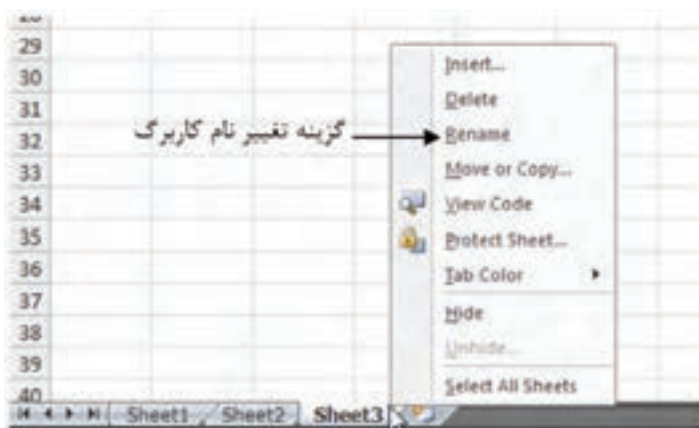 29
30
31
32
33
34
35
36
37
38
39
40
Insert...
Delete
Rename
Move or Copy...
View Code
Protect Sheet...
Tab Color
Hide
Unhide...
Select All Sheets
گزینه تغییر نام کاربرگ
Sheet1 Sheet2 Sheet3